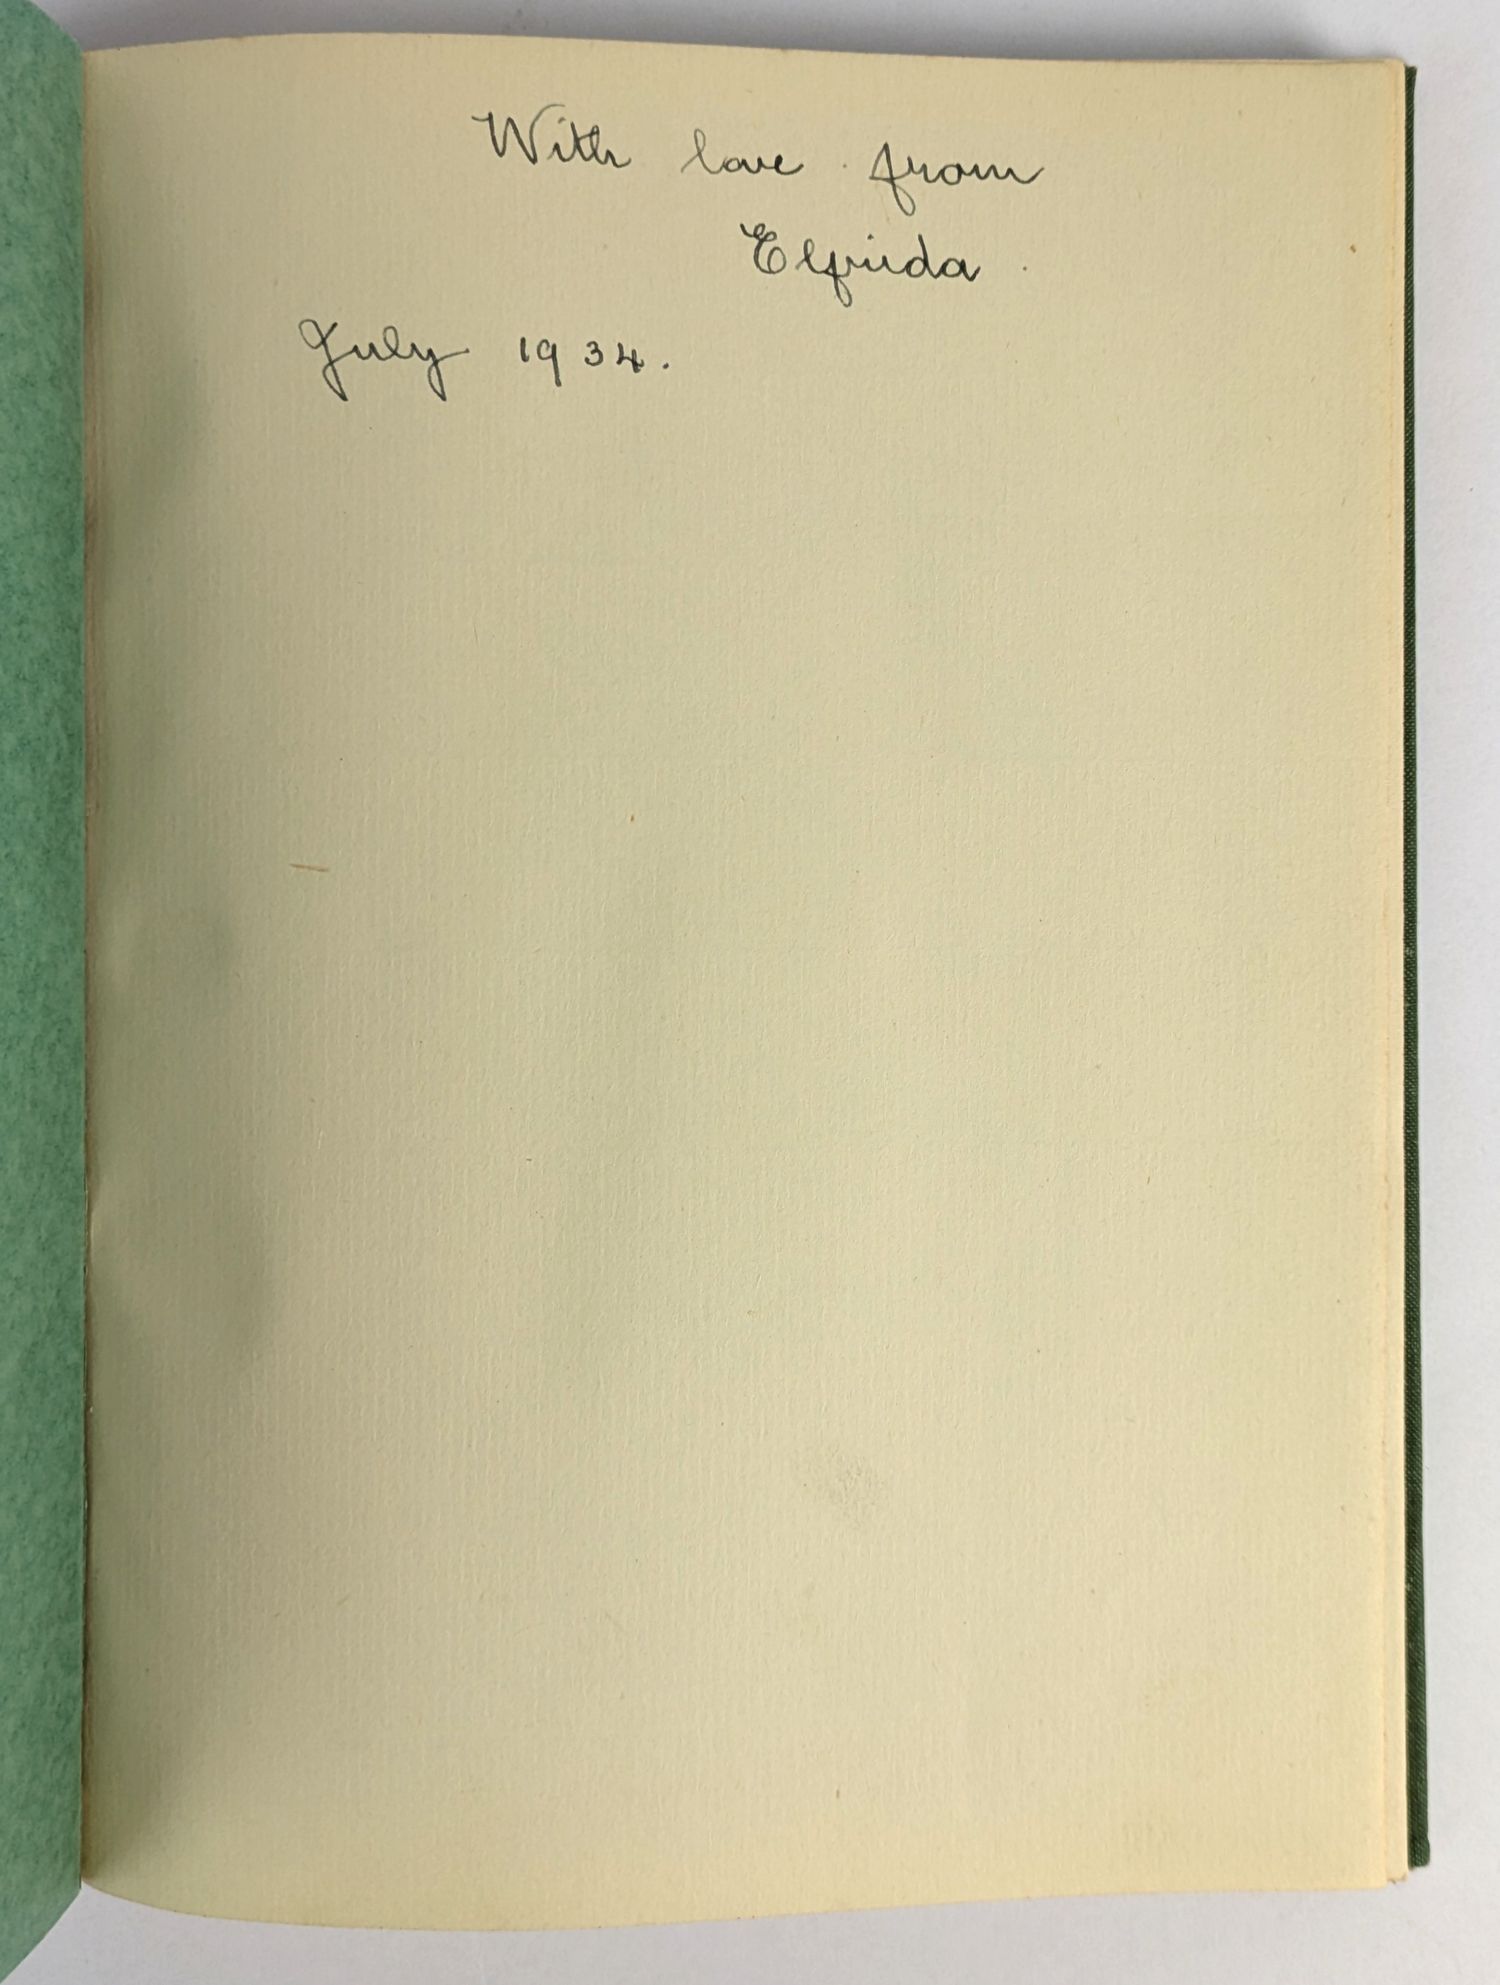 With love from
Elfrida
July 1934.